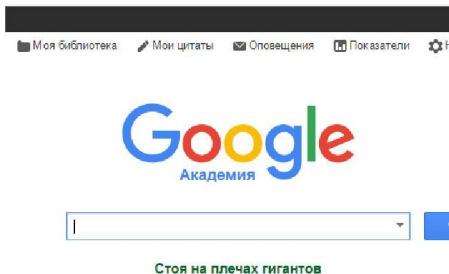 Моя библиотека Мои цитаты Оповещения Показатели
Google
Академия
Стоя на плечах гигантов